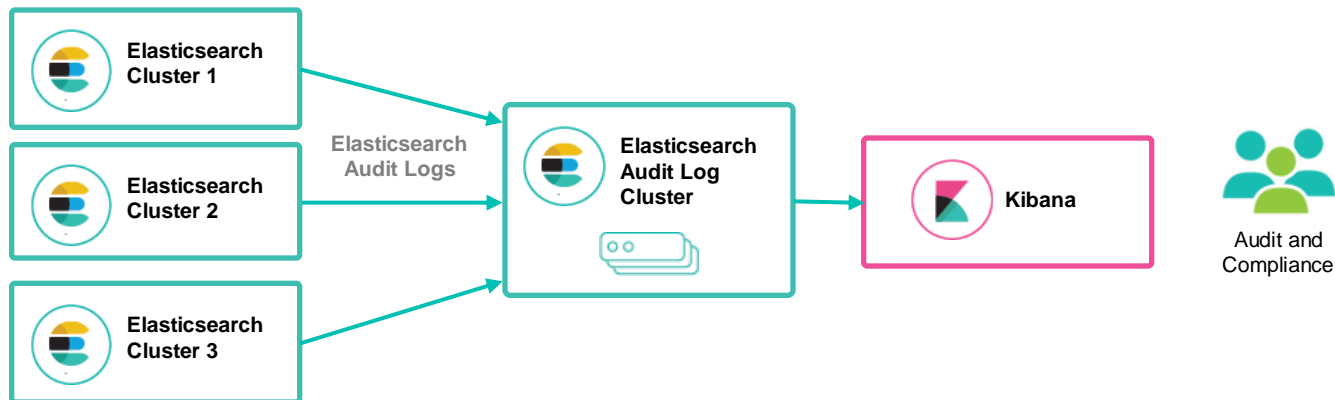 Elasticsearch
Cluster 1
Elasticsearch
Audit Logs
Elasticsearch
Cluster 2
Elasticsearch
Cluster 3
Elasticsearch
Audit Log
Cluster
Kibana
Audit and
Compliance